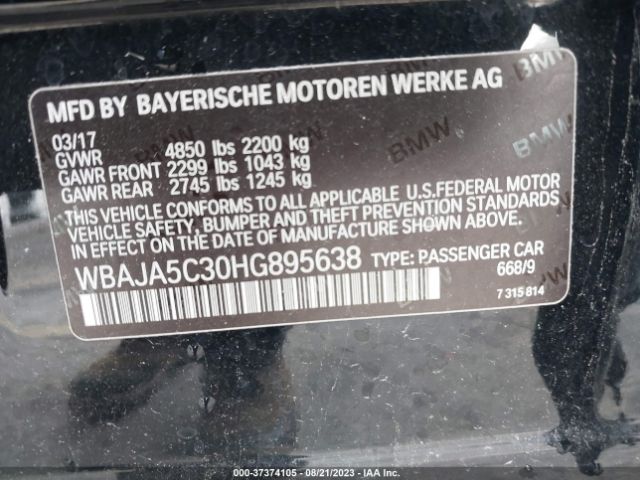 MFD BY BAYERISCHE MOTOREN WERKE AG
03/17
GVWR 4850 lbs 2200 kg
GAWR FRONT 2299 lbs 1043 kg
GAWR REAR 2745 lbs 1245 kg
THIS VEHICLE CONFORMS TO ALL APPLICABLE U.S.FEDERAL MOTOR
VEHICLE SAFETY, BUMPER AND THEFT PREVENTION STANDARDS
IN EFFECT ON THE DATE OF MANUFACTURE SHOWN ABOVE.
WBAJA5C30HG895638 TYPE: PASSENGER CAR
668/9
7 315 814
BMW
BMW
000-37374105 - 08/21/2023 - IAA Inc.